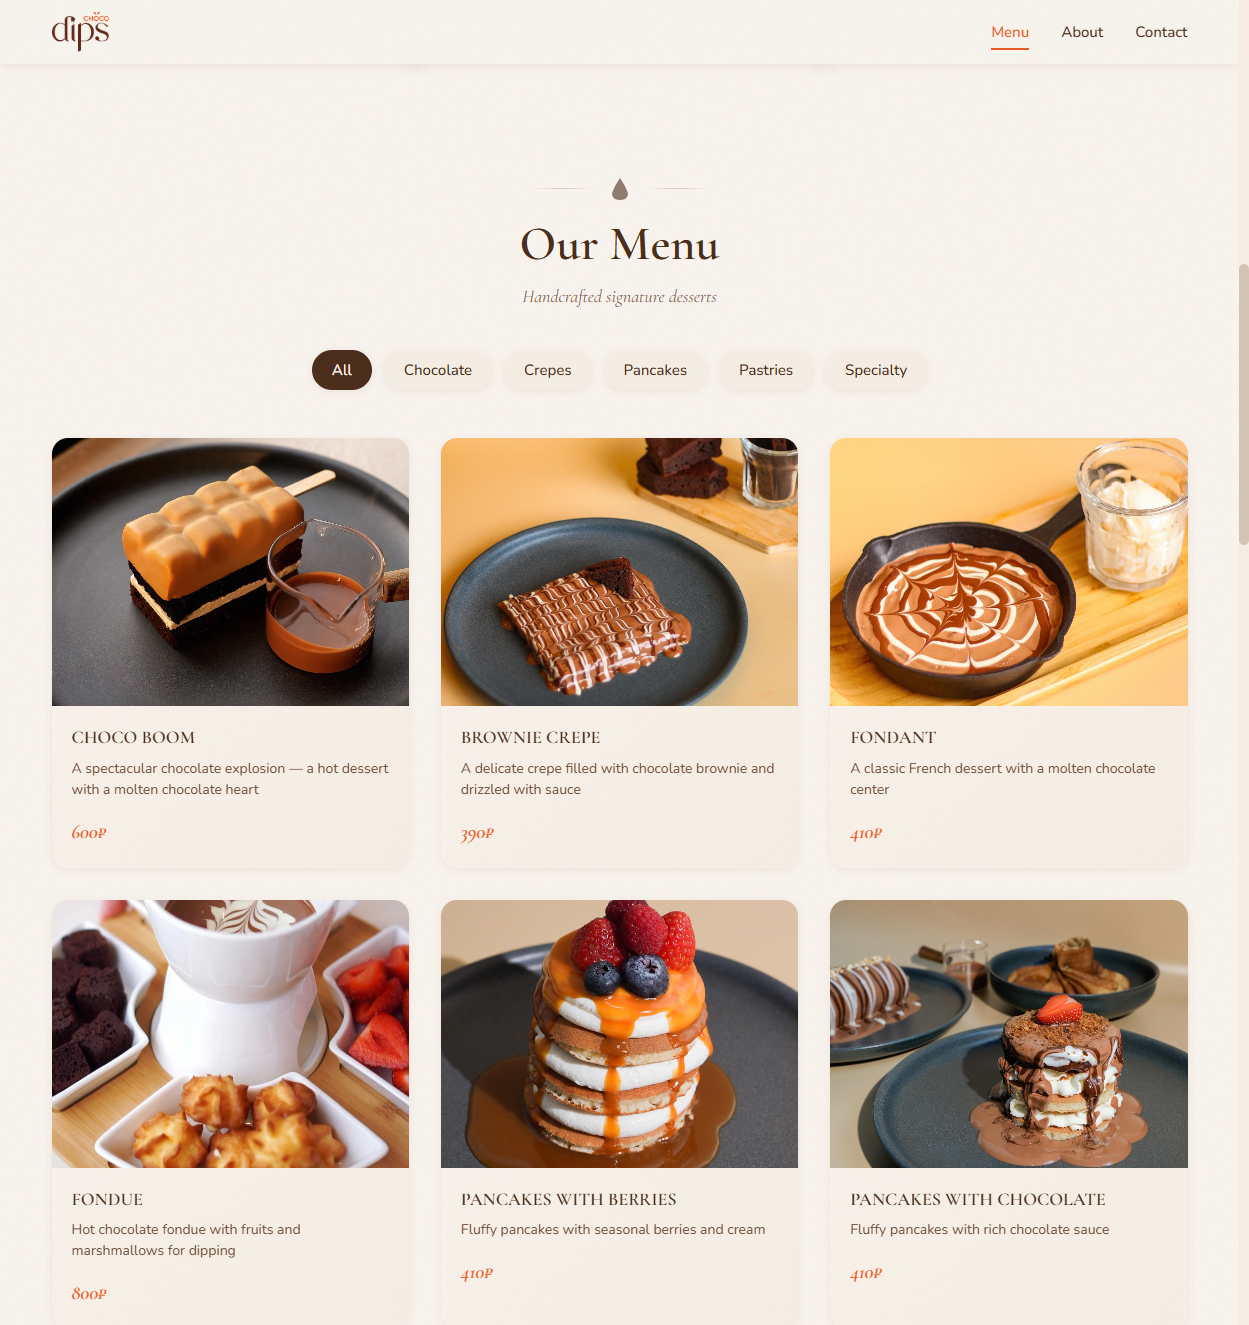 dips CHOCO
Menu About Contact
Our Menu
Handcrafted signature desserts
All Chocolate Crepes Pancakes Pastries Specialty
CHOCO BOOM
A spectacular chocolate explosion — a hot dessert
with a molten chocolate heart
600₽
BROWNIE CREPE
A delicate crepe filled with chocolate brownie and
drizzled with sauce
390₽
FONDANT
A classic French dessert with a molten chocolate
center
410₽
FONDUE
Hot chocolate fondue with fruits and
marshmallows for dipping
800₽
PANCAKES WITH BERRIES
Fluffy pancakes with seasonal berries and cream
410₽
PANCAKES WITH CHOCOLATE
Fluffy pancakes with rich chocolate sauce
410₽